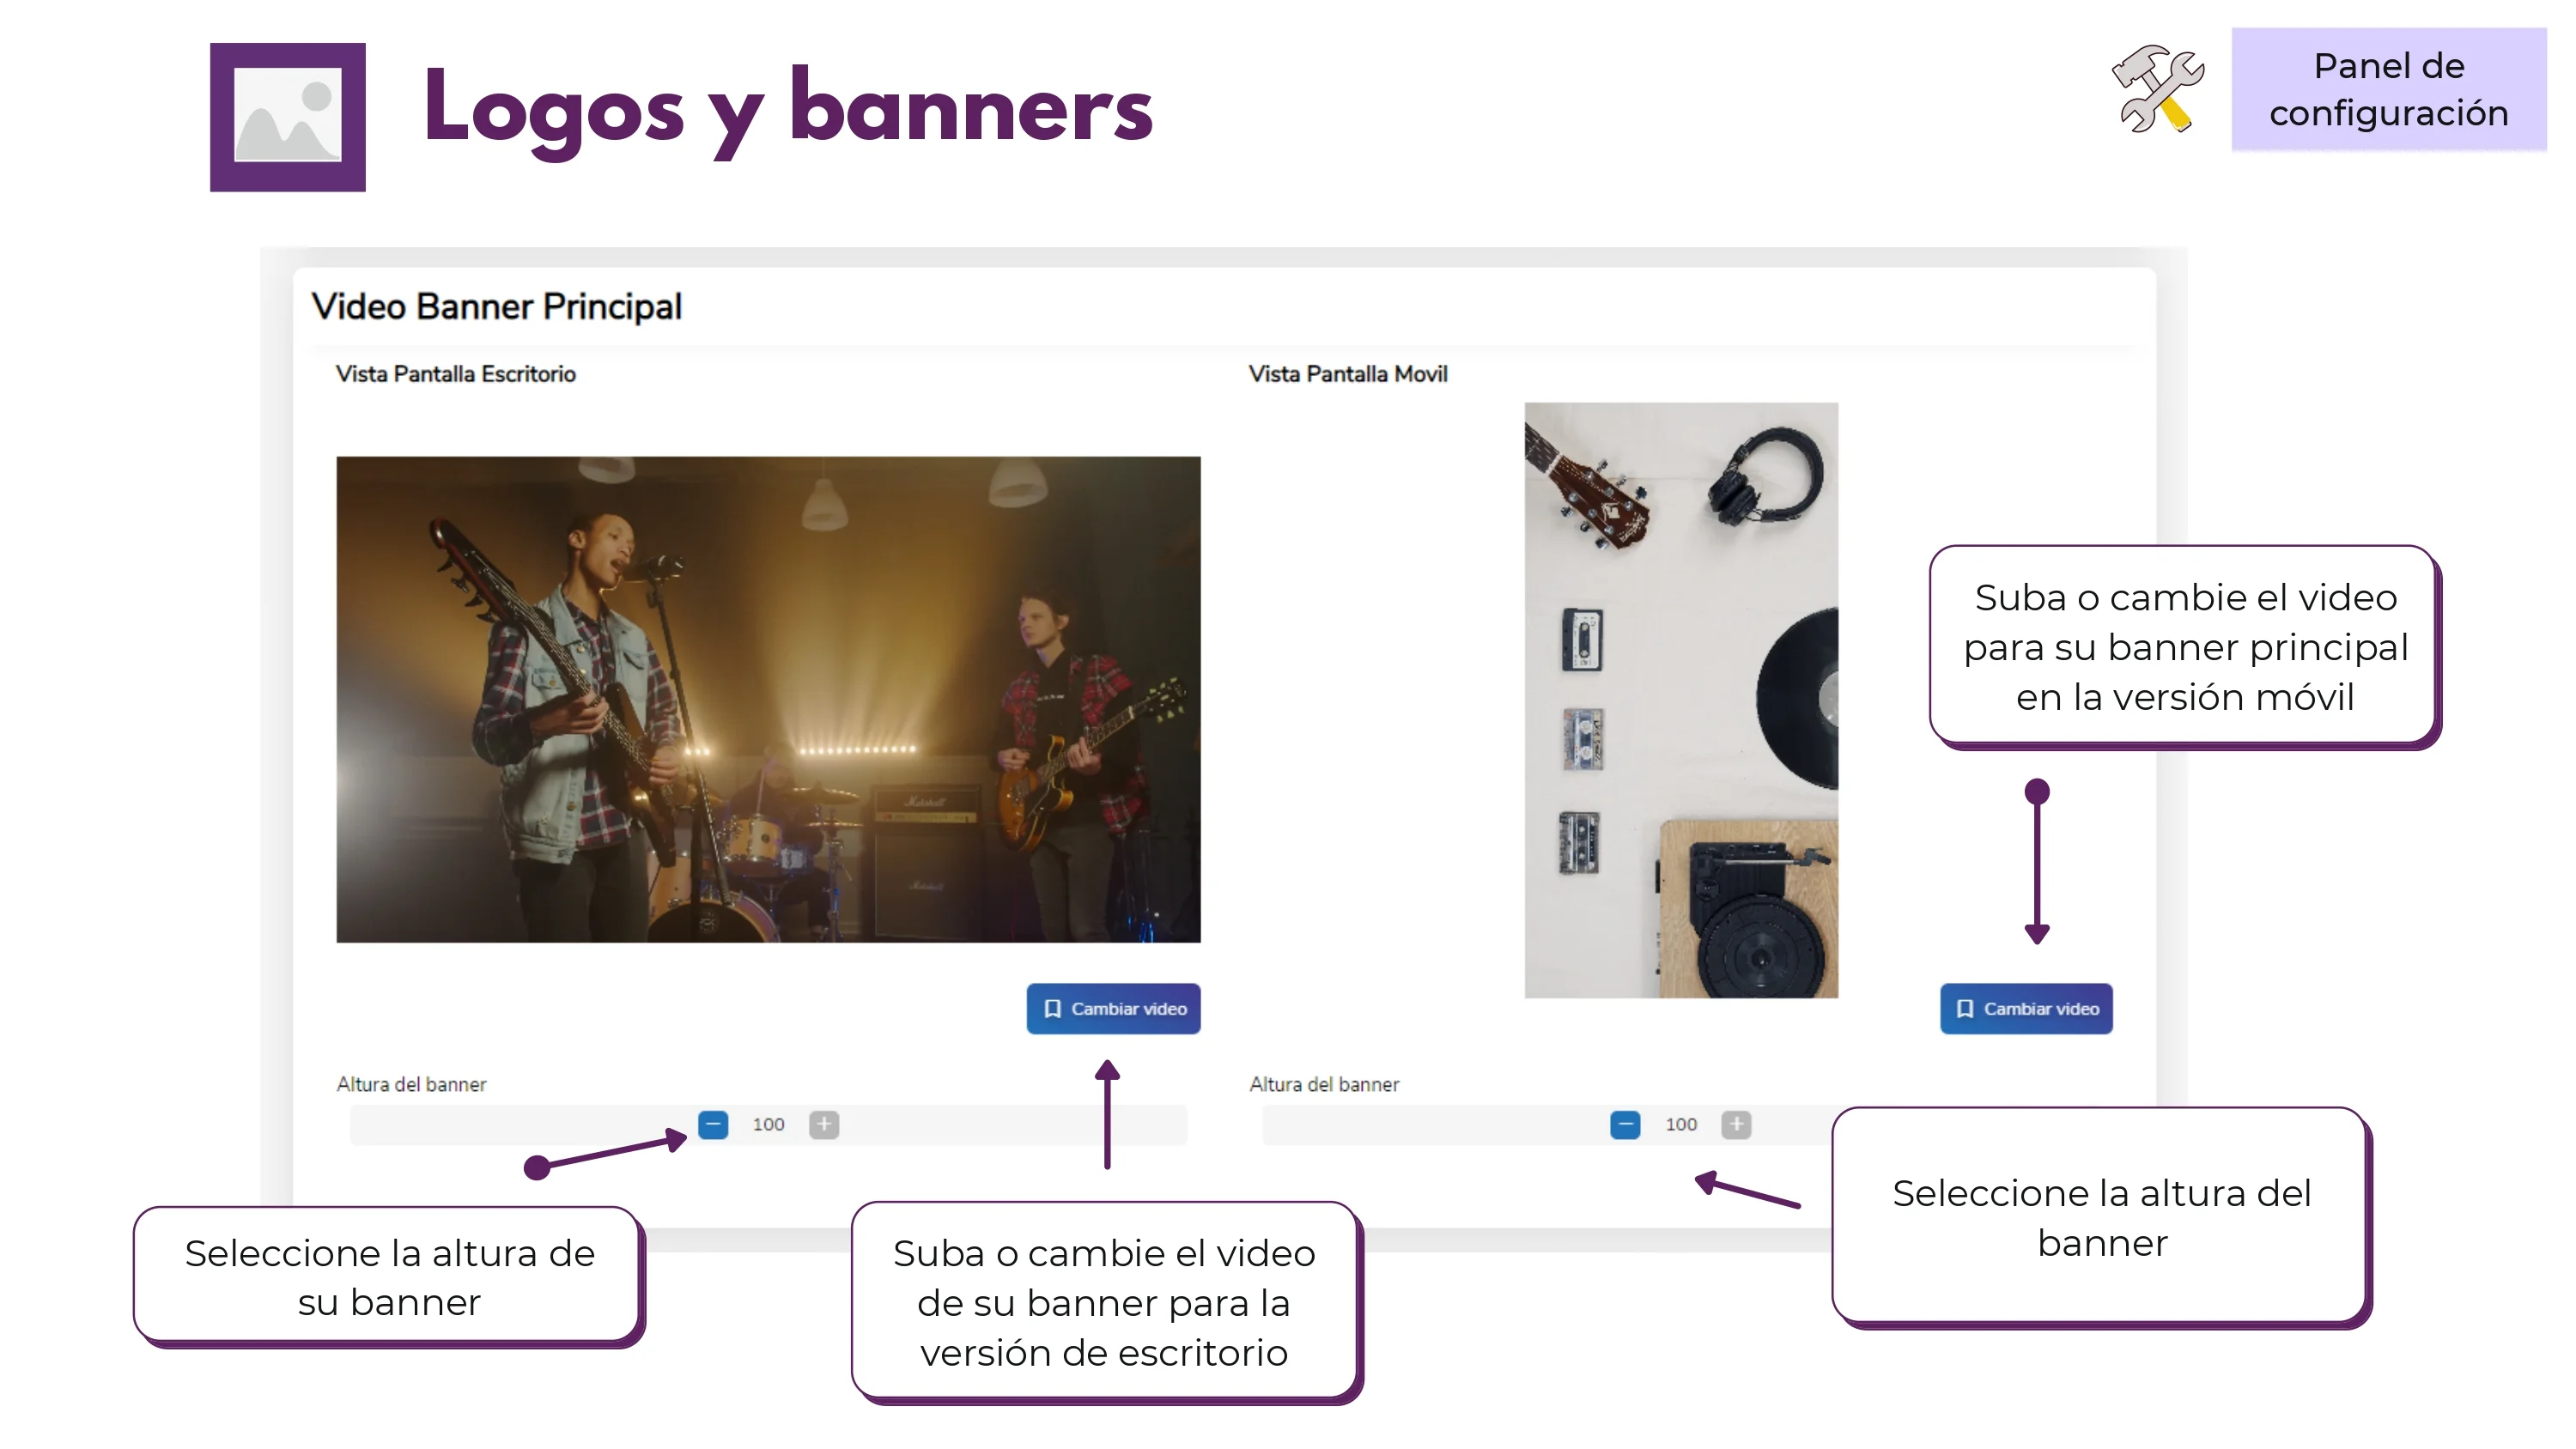 Logos y banners
Panel de
configuración
Video Banner Principal
Vista Pantalla Escritorio
Vista Pantalla Movil
Marshall
Marshall
Suba o cambie el video
para su banner principal
en la versión móvil
Cambiar video
Cambiar video
Altura del banner
100
Altura del banner
100
Seleccione la altura de
su banner
Suba o cambie el video
de su banner para la
versión de escritorio
Seleccione la altura del
banner